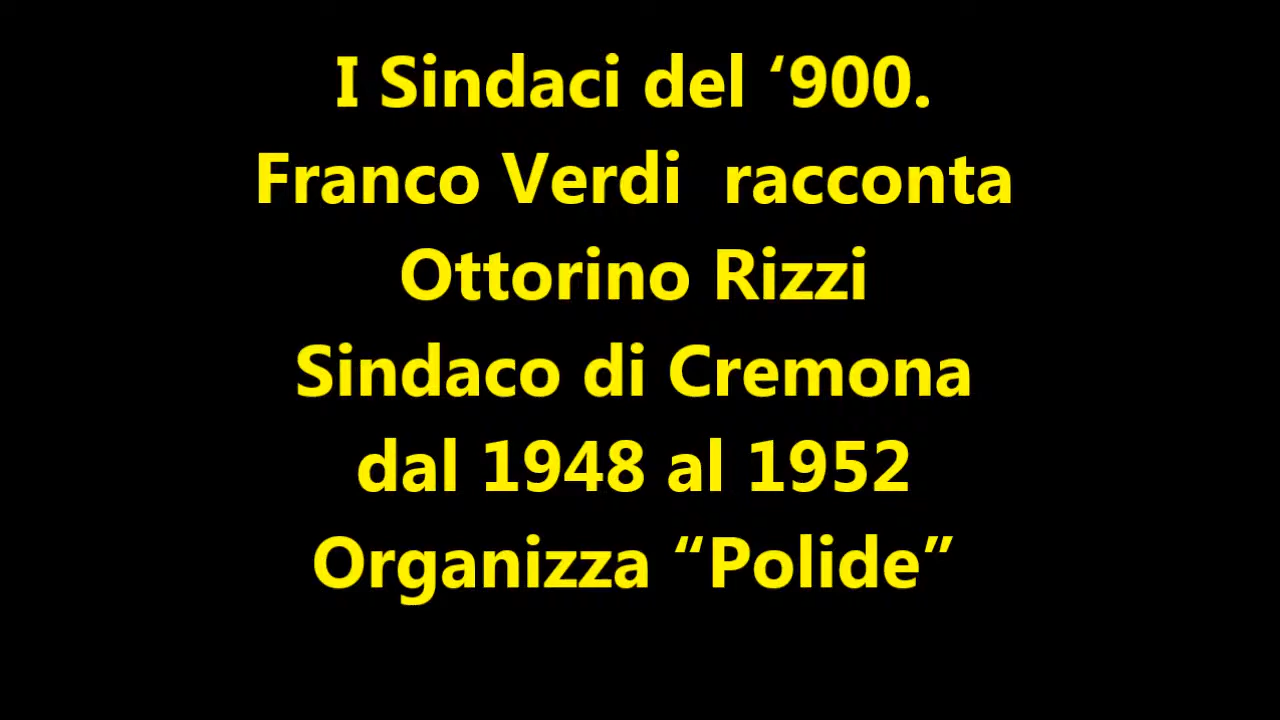 I Sindaci del ‘900.
Franco Verdi  racconta
Ottorino Rizzi
Sindaco di Cremona
dal 1948 al 1952
Organizza “Polide”